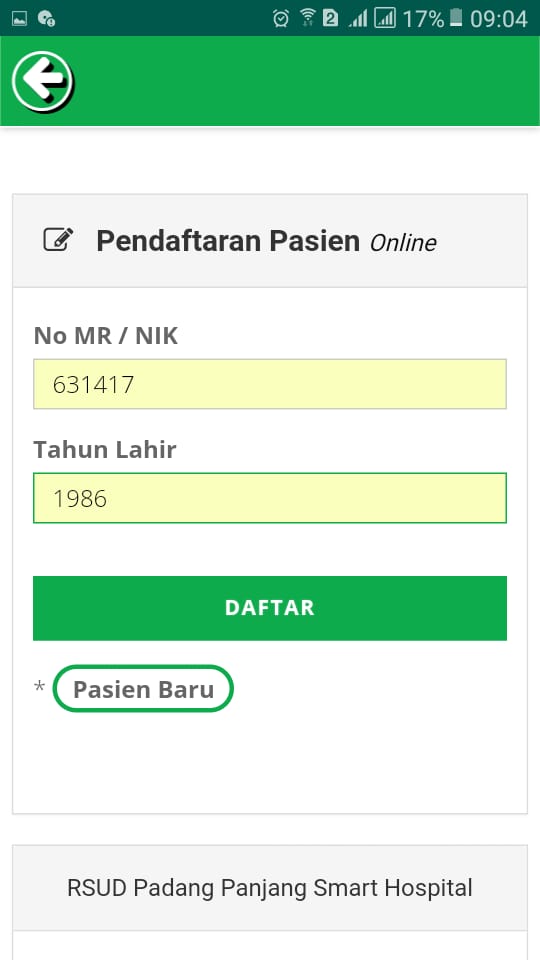 2 17% 09:04
Pendaftaran Pasien Online
No MR / NIK
631417
Tahun Lahir
1986
DAFTAR
* Pasien Baru
RSUD Padang Panjang Smart Hospital